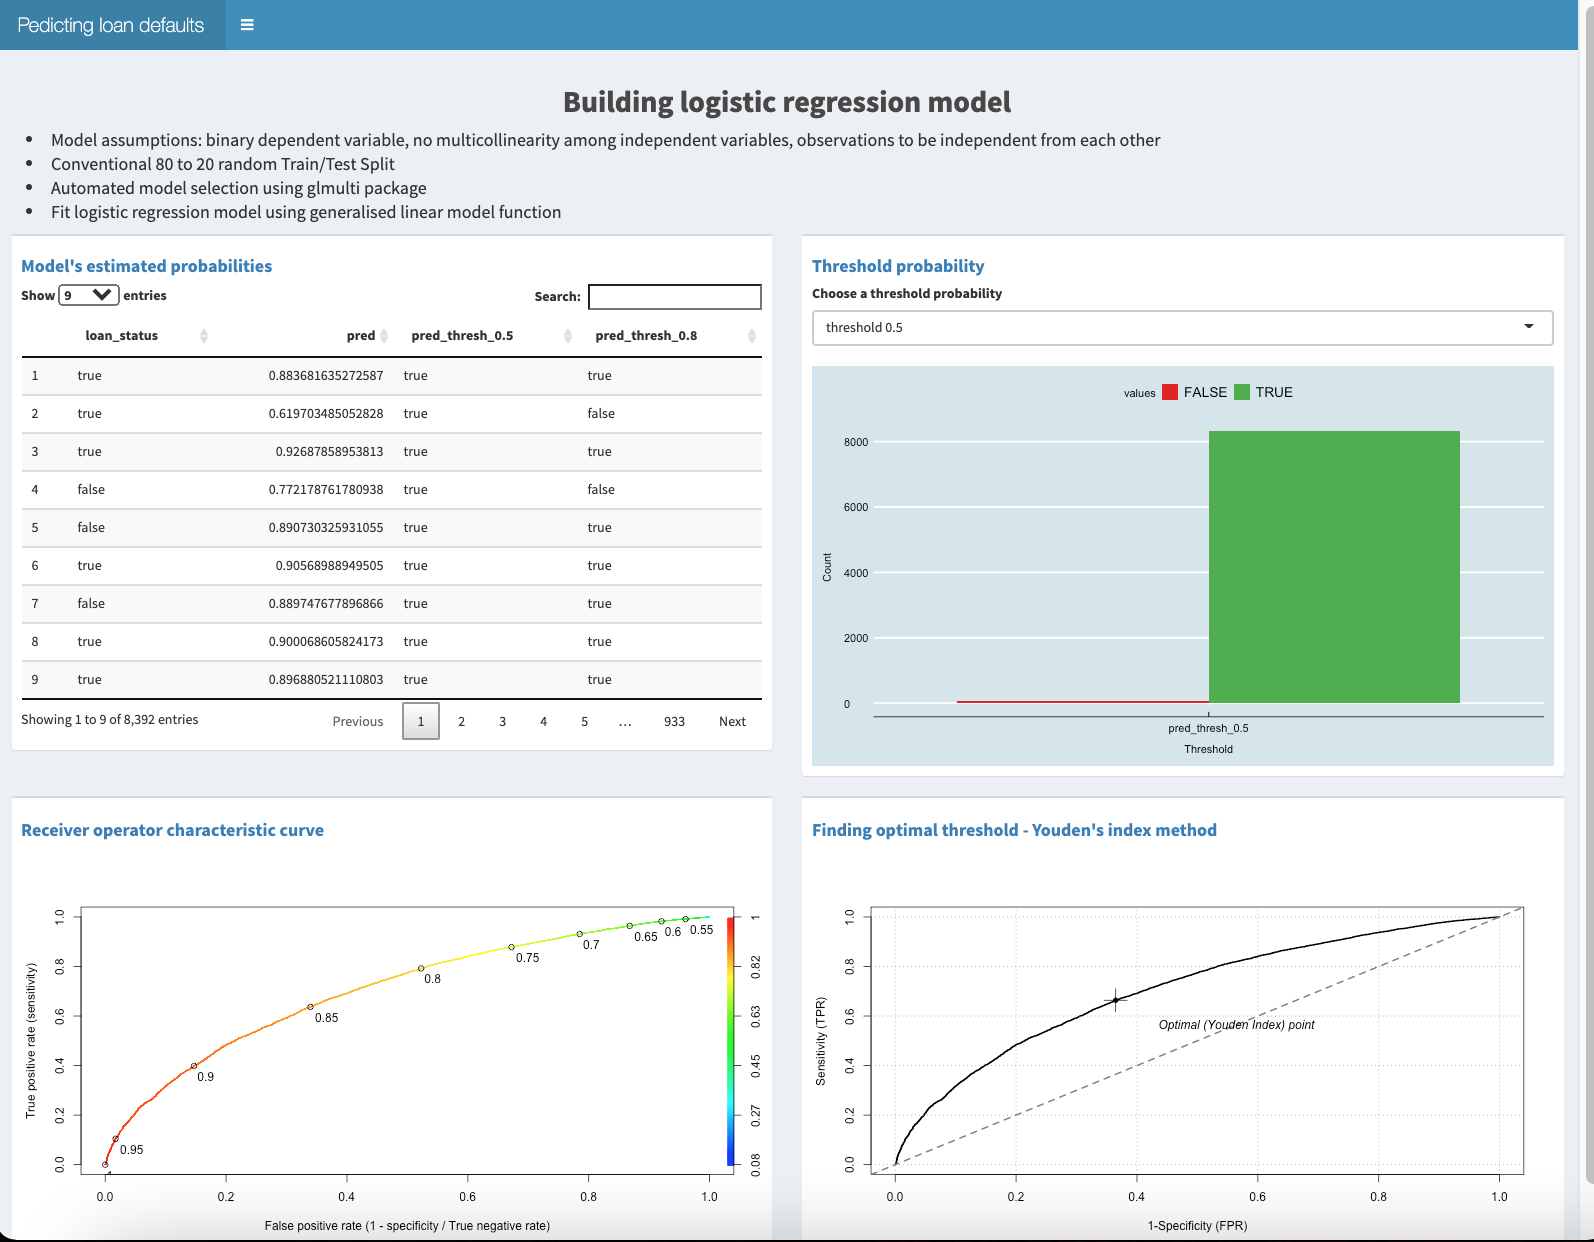 Pedicting loan defaults
Building logistic regression model
• Model assumptions: binary dependent variable, no multicollinearity among independent variables, observations to be independent from each other
• Conventional 80 to 20 random Train/Test Split
• Automated model selection using glmulti package
• Fit logistic regression model using generalised linear model function
Model's estimated probabilities
Show 9 entries
Search:
loan_status pred pred_thresh_0.5 pred_thresh_0.8
1 true 0.883681635272587 true true
2 true 0.619703485052828 true false
3 true 0.92687858953813 true true
4 false 0.772178761780938 true false
5 false 0.890730325931055 true true
6 true 0.90568988949505 true true
7 false 0.889747677896866 true true
8 true 0.900068605824173 true true
9 true 0.896880521110803 true true
Showing 1 to 9 of 8,392 entries
Previous 1 2 3 4 5 … 933 Next
Threshold probability
Choose a threshold probability
threshold 0.5
values FALSE TRUE
Count
8000
6000
4000
2000
0
pred_thresh_0.5
Threshold
Receiver operator characteristic curve
True positive rate (sensitivity)
1.0
0.8
0.6
0.4
0.2
0.0
0.55
0.6
0.65
0.7
0.75
0.8
0.85
0.9
0.95
1
0.82
0.63
0.45
0.27
0.08
0.0 0.2 0.4 0.6 0.8 1.0
False positive rate (1 - specificity / True negative rate)
Finding optimal threshold - Youden's index method
Sensitivity (TPR)
1.0
0.8
0.6
0.4
0.2
0.0
Optimal (Youden Index) point
0.0 0.2 0.4 0.6 0.8 1.0
1-Specificity (FPR)